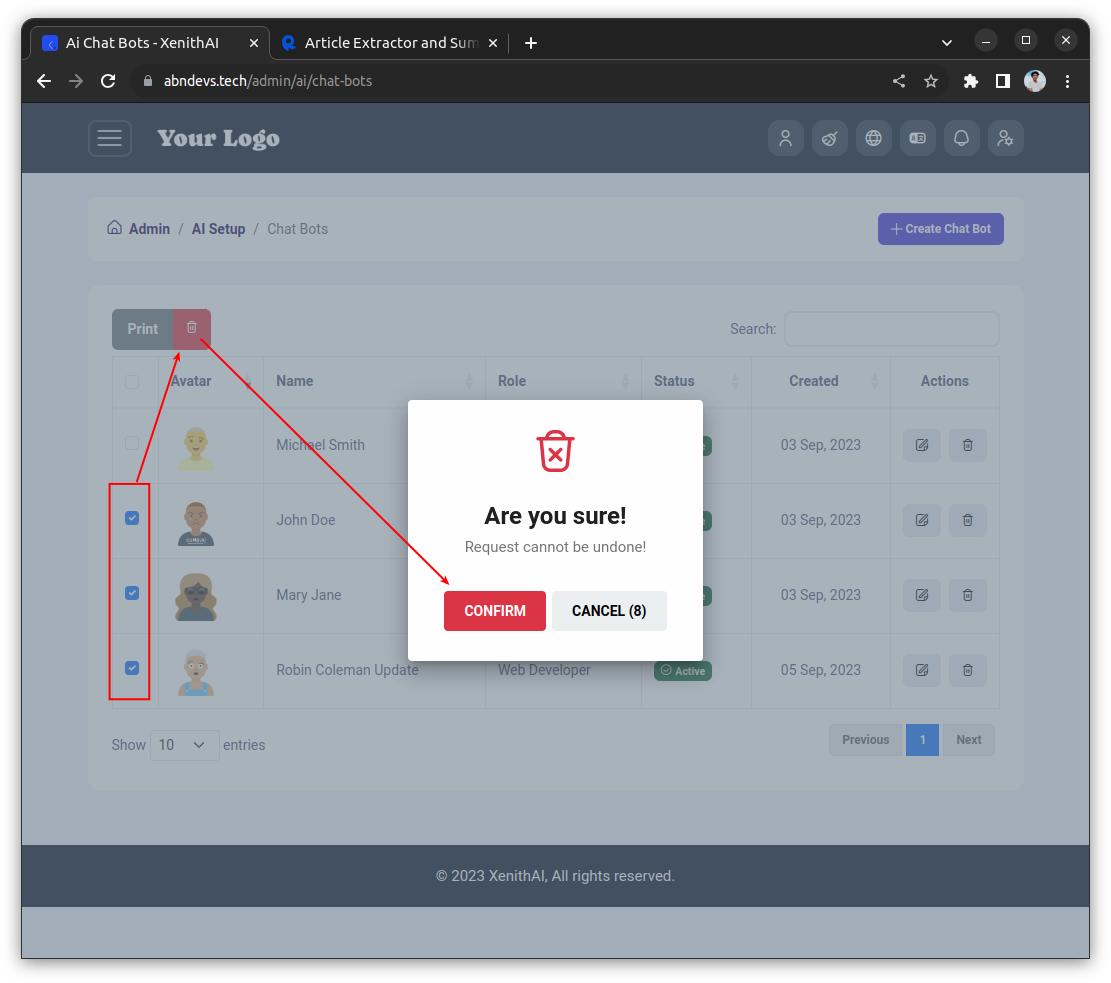 Ai Chat Bots - XenithAI
Article Extractor and Sum
abndevs.tech/admin/ai/chat-bots
Your Logo
Admin / AI Setup / Chat Bots
Create Chat Bot
Print
Search:
Avatar Name Role Status Created Actions
Michael Smith 03 Sep, 2023
John Doe 03 Sep, 2023
Mary Jane 03 Sep, 2023
Robin Coleman Update Web Developer Active 05 Sep, 2023
Are you sure!
Request cannot be undone!
CONFIRM CANCEL (8)
Show 10 entries
Previous 1 Next
© 2023 XenithAI, All rights reserved.